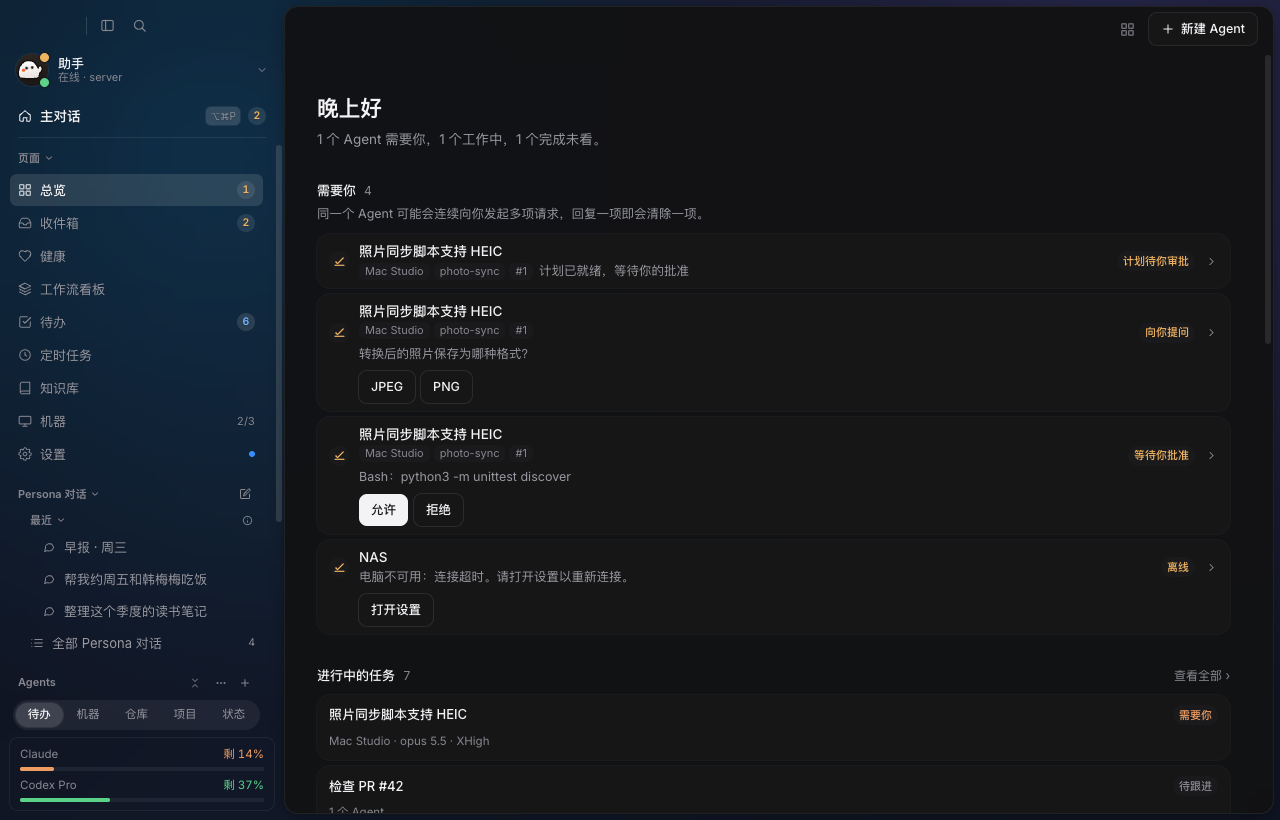 助手
在线 · server
主对话 ⌥⌘P 2
页面
总览 1
收件箱 2
健康
工作流看板
待办 6
定时任务
知识库
机器 2/3
设置
Persona 对话
最近
早报 · 周三
帮我约周五和韩梅梅吃饭
整理这个季度的读书笔记
全部 Persona 对话 4
Agents
待办 机器 仓库 项目 状态
Claude 剩 14%
Codex Pro 剩 37%
新建 Agent
晚上好
1 个 Agent 需要你，1 个工作中，1 个完成未看。
需要你 4
同一个 Agent 可能会连续向你发起多项请求，回复一项即会清除一项。
照片同步脚本支持 HEIC
Mac Studio photo-sync #1 计划已就绪，等待你的批准
计划待你审批
照片同步脚本支持 HEIC
Mac Studio photo-sync #1
向你提问
转换后的照片保存为哪种格式?
JPEG PNG
照片同步脚本支持 HEIC
Mac Studio photo-sync #1
等待你批准
Bash：python3 -m unittest discover
允许 拒绝
NAS
电脑不可用：连接超时。请打开设置以重新连接。
离线
打开设置
进行中的任务 7 查看全部 ›
照片同步脚本支持 HEIC
需要你
Mac Studio · opus 5.5 · XHigh
检查 PR #42
待跟进
1 个 Agent